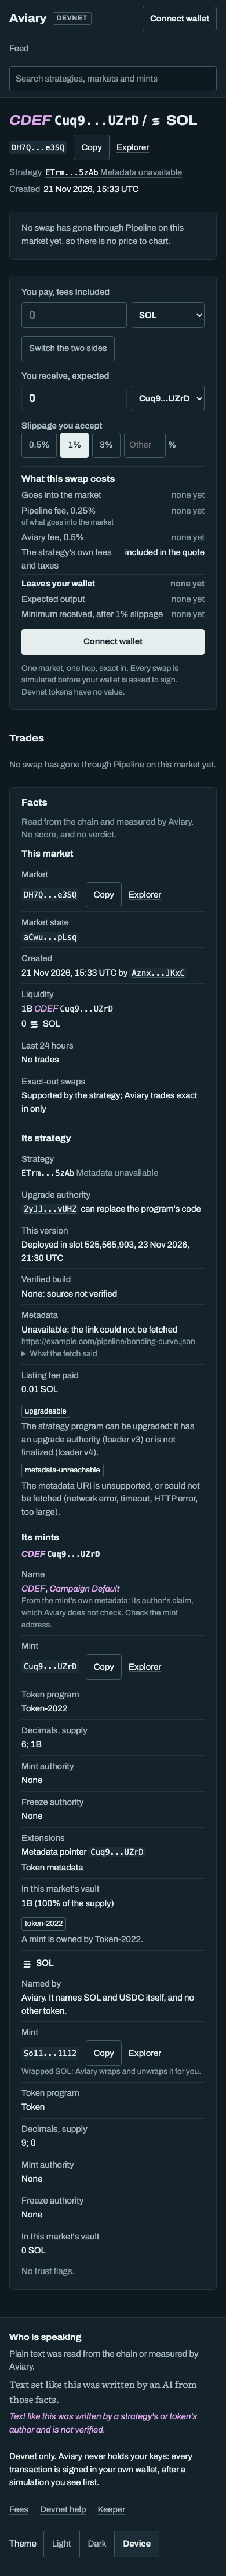 Aviary DEVNET Connect wallet
Feed
Search strategies, markets and mints
CDEF Cuq9...UZrD / SOL
DH7Q...e3SQ Copy Explorer
Strategy ETrm...5zAb Metadata unavailable
Created 21 Nov 2026, 15:33 UTC
No swap has gone through Pipeline on this
market yet, so there is no price to chart.
You pay, fees included
0 SOL
Switch the two sides
You receive, expected
0 Cuq9...UZrD
Slippage you accept
0.5% 1% 3% Other %
What this swap costs
Goes into the market none yet
Pipeline fee, 0.25% none yet
of what goes into the market
Aviary fee, 0.5% none yet
The strategy's own fees included in the quote
and taxes
Leaves your wallet none yet
Expected output none yet
Minimum received, after 1% slippage none yet
Connect wallet
One market, one hop, exact in. Every swap is
simulated before your wallet is asked to sign.
Devnet tokens have no value.
Trades
No swap has gone through Pipeline on this market yet.
Facts
Read from the chain and measured by Aviary.
No score, and no verdict.
This market
Market
DH7Q...e3SQ Copy Explorer
Market state
aCwu...pLsq
Created
21 Nov 2026, 15:33 UTC by Aznx...JKxC
Liquidity
1B CDEF Cuq9...UZrD
0 SOL
Last 24 hours
No trades
Exact-out swaps
Supported by the strategy; Aviary trades exact
in only
Its strategy
Strategy
ETrm...5zAb Metadata unavailable
Upgrade authority
2yJJ...vUHZ can replace the program's code
This version
Deployed in slot 525,565,903, 23 Nov 2026,
21:30 UTC
Verified build
None: source not verified
Metadata
Unavailable: the link could not be fetched
https://example.com/pipeline/bonding-curve.json
What the fetch said
Listing fee paid
0.01 SOL
upgradeable
The strategy program can be upgraded: it has
an upgrade authority (loader v3) or is not
finalized (loader v4).
metadata-unreachable
The metadata URI is unsupported, or could not
be fetched (network error, timeout, HTTP error,
too large).
Its mints
CDEF Cuq9...UZrD
Name
CDEF, Campaign Default
From the mint's own metadata: its author's claim,
which Aviary does not check. Check the mint
address.
Mint
Cuq9...UZrD Copy Explorer
Token program
Token-2022
Decimals, supply
6; 1B
Mint authority
None
Freeze authority
None
Extensions
Metadata pointer Cuq9...UZrD
Token metadata
In this market's vault
1B (100% of the supply)
token-2022
A mint is owned by Token-2022.
SOL
Named by
Aviary. It names SOL and USDC itself, and no
other token.
Mint
So11...1112 Copy Explorer
Wrapped SOL: Aviary wraps and unwraps it for you.
Token program
Token
Decimals, supply
9; 0
Mint authority
None
Freeze authority
None
In this market's vault
0 SOL
No trust flags.
Who is speaking
Plain text was read from the chain or measured by
Aviary.
Text set like this was written by an AI from
those facts.
Text like this was written by a strategy's or token's
author and is not verified.
Devnet only. Aviary never holds your keys: every
transaction is signed in your own wallet, after a
simulation you see first.
Fees Devnet help Keeper
Theme Light Dark Device